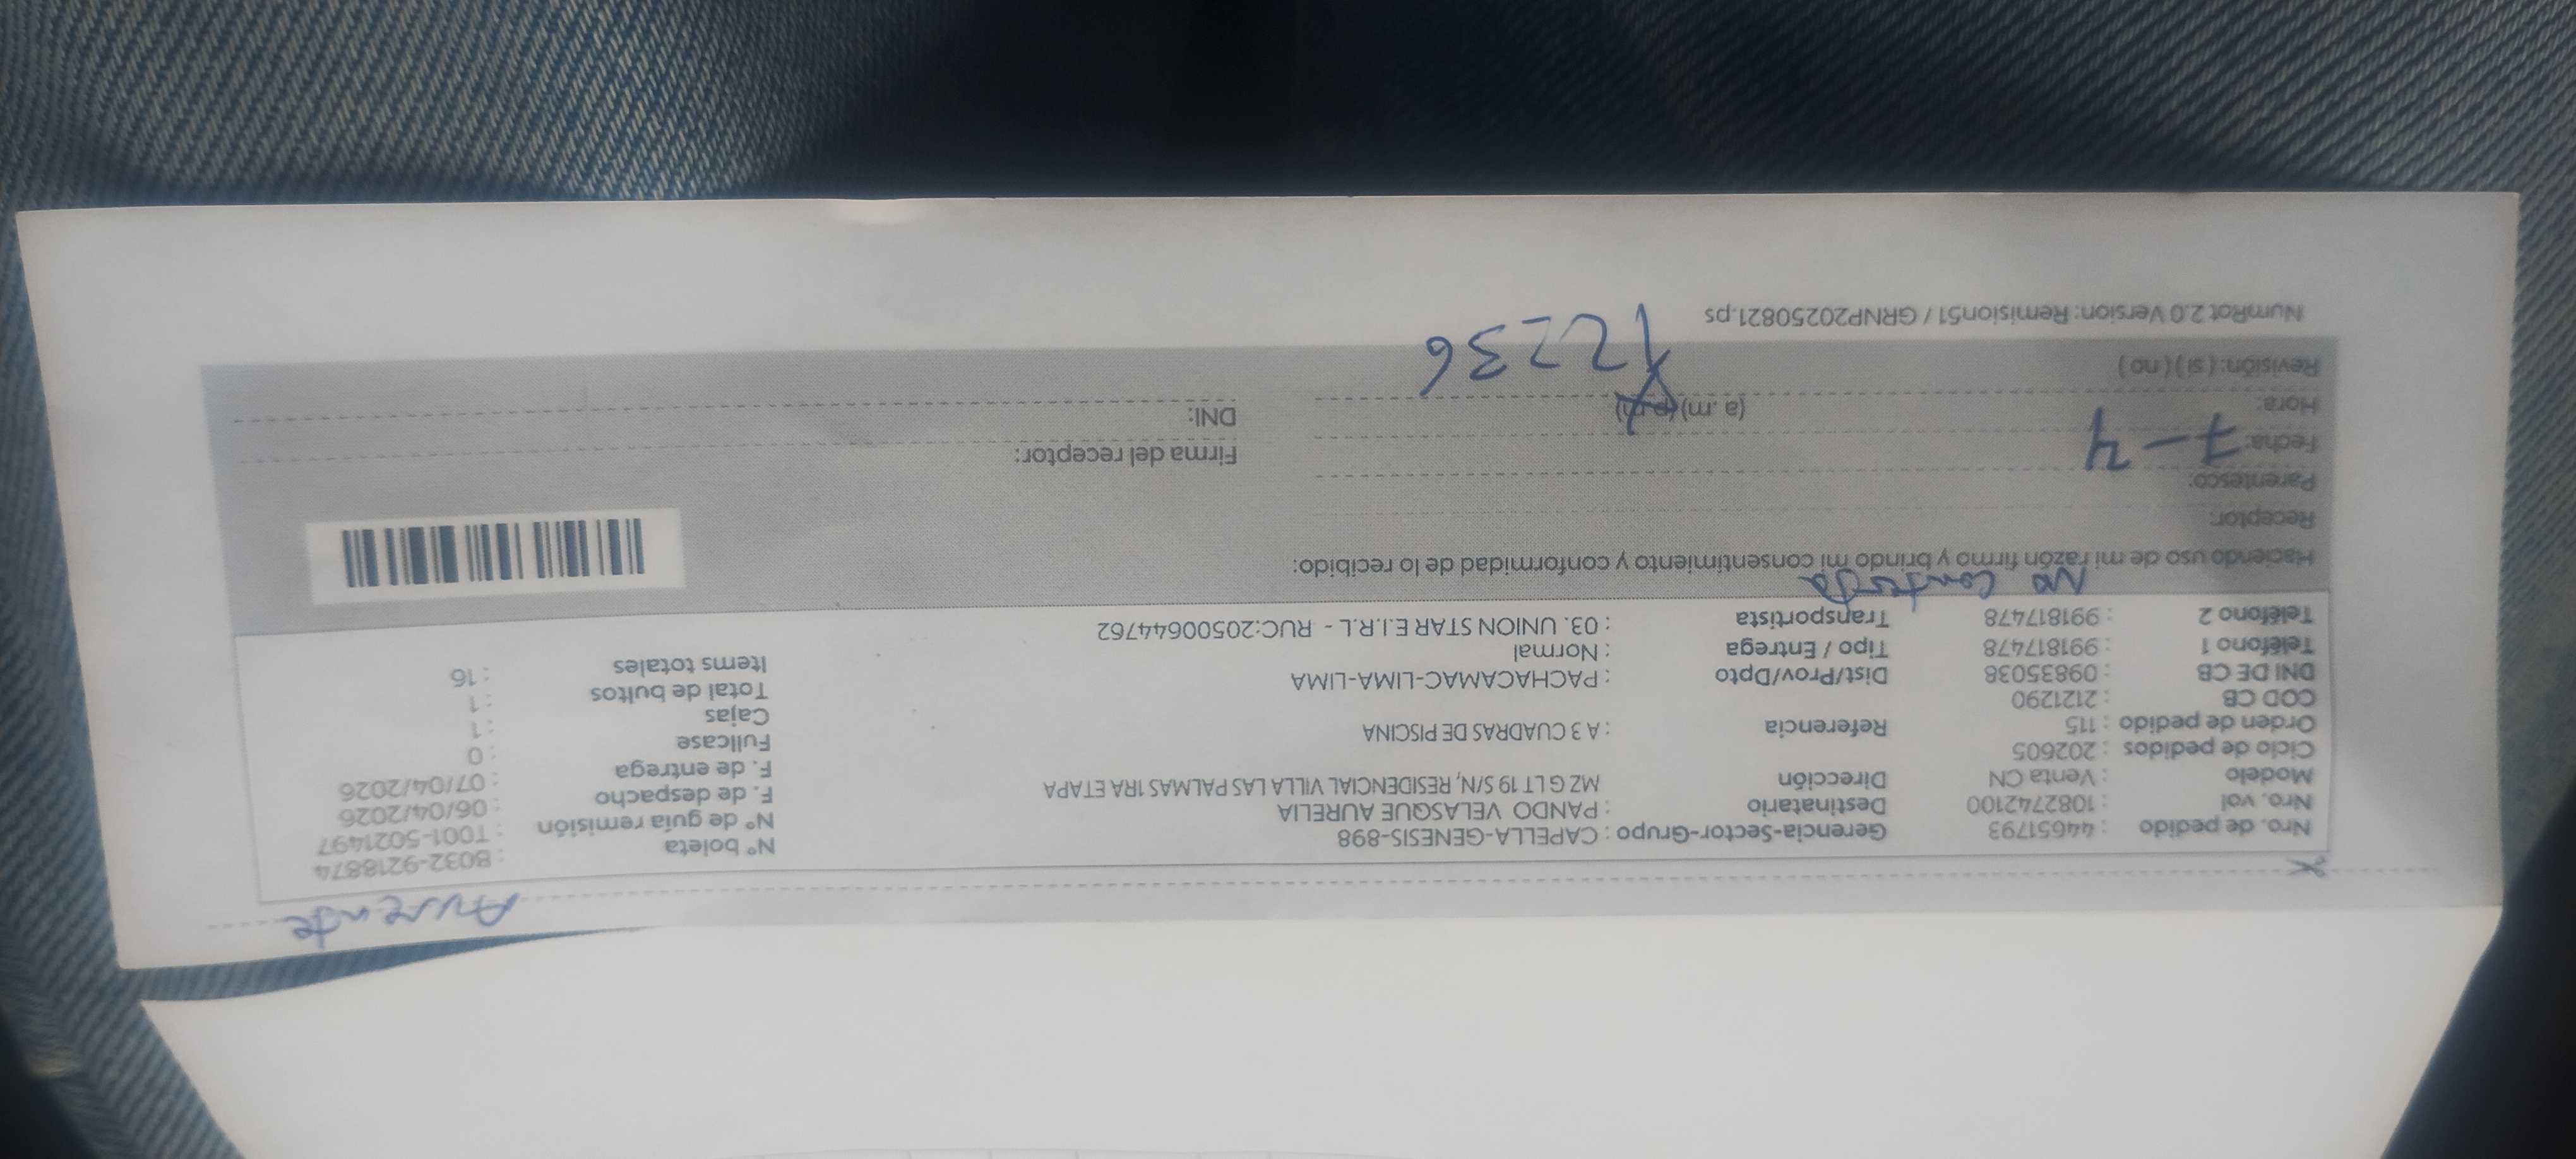 Ausente
Nro. de pedido : 44651793 Gerencia-Sector-Grupo : CAPELLA-GENESIS-898 N° boleta : B032-9218874
Nro. vol : 1082742100 Destinatario : PANDO VELASQUE AURELIA N° de guía remisión : T001-5021497
Modelo : Venta CN Dirección MZ G LT 19 S/N, RESIDENCIAL VILLA LAS PALMAS 1RA ETAPA F. de despacho : 06/04/2026
Ciclo de pedidos : 202605 F. de entrega : 07/04/2026
Orden de pedido : 115 Referencia : A 3 CUADRAS DE PISCINA Fullcase : 0
COD CB : 2121290 Cajas : 1
DNI DE CB : 09835038 Dist/Prov/Dpto : PACHACAMAC-LIMA-LIMA Total de bultos : 1
Teléfono 1 : 991817478 Tipo / Entrega : Normal Items totales : 16
Teléfono 2 : 991817478 Transportista : 03. UNION STAR E.I.R.L - RUC:20500644762
No contesta
Haciendo uso de mi razón firmo y brindo mi consentimiento y conformidad de lo recibido:
Receptor:
Parentesco:
Fecha: 7-4 Firma del receptor:
Hora: (a. m) (p.m) DNI:
Revisión: ( si ) ( no ) 12236
NumRot 2.0 Version: Remision51 / GRNP20250821.ps